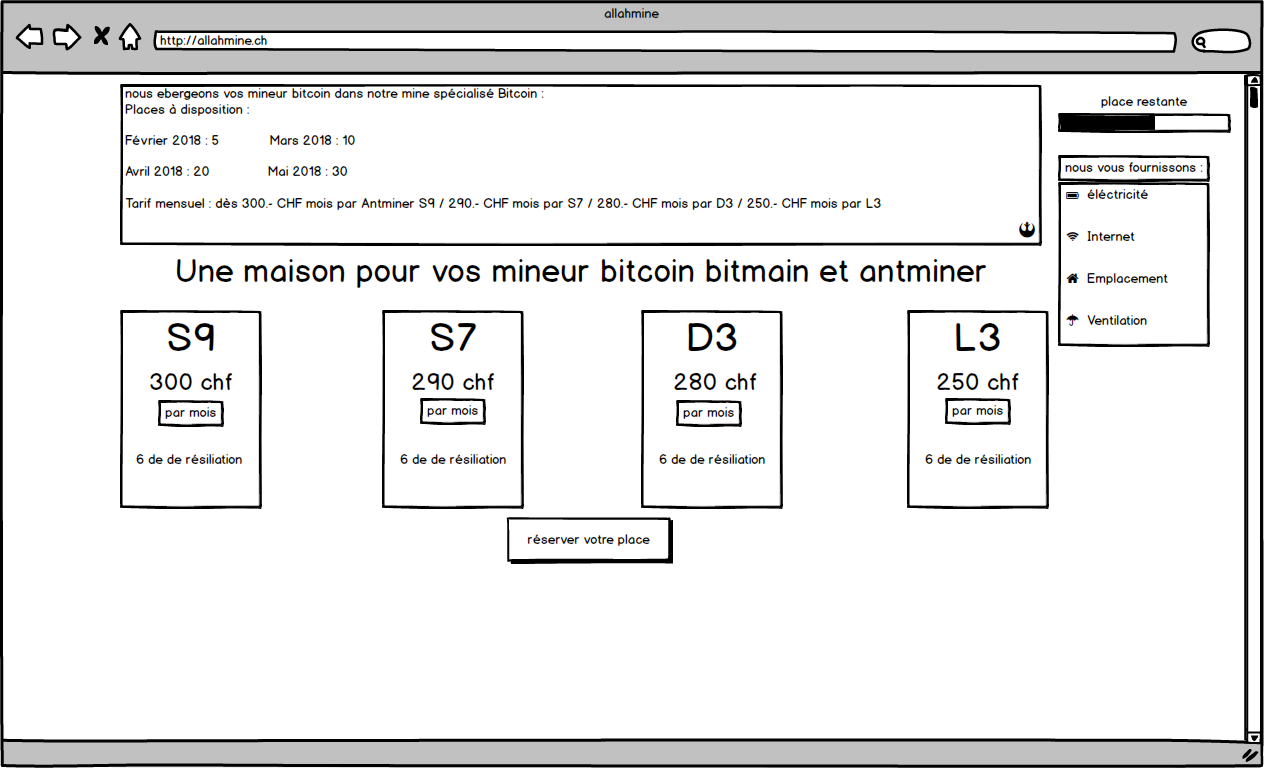 allahmine
http://allahmine.ch
nous ebergeons vos mineur bitcoin dans notre mine spécialisé Bitcoin :
Places à disposition :
Février 2018 : 5 Mars 2018 : 10
Avril 2018 : 20 Mai 2018 : 30
Tarif mensuel : dès 300.- CHF mois par Antminer S9 / 290.- CHF mois par S7 / 280.- CHF mois par D3 / 250.- CHF mois par L3
place restante
nous vous fournissons :
éléctricité
Internet
Emplacement
Ventilation
Une maison pour vos mineur bitcoin bitmain et antminer
S9
300 chf
par mois
6 de de résiliation
S7
290 chf
par mois
6 de de résiliation
D3
280 chf
par mois
6 de de résiliation
L3
250 chf
par mois
6 de de résiliation
réserver votre place